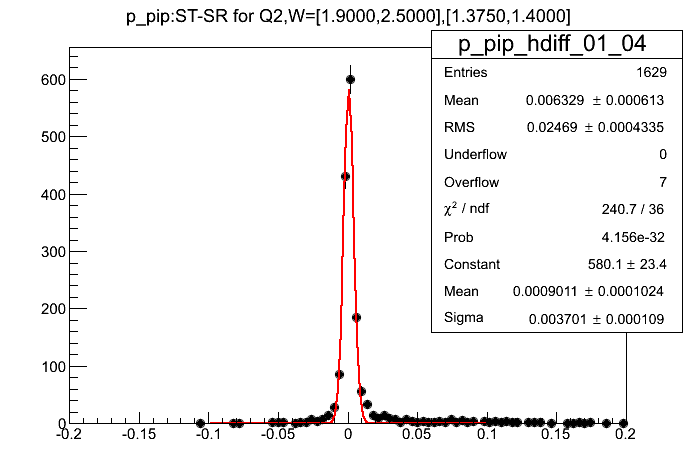 p_pip:ST-SR for Q2,W=[1.9000,2.5000],[1.3750,1.4000]
p_pip_hdiff_01_04
Entries 1629
Mean 0.006329 ± 0.000613
RMS 0.02469 ± 0.0004335
Underflow 0
Overflow 7
χ² / ndf 240.7 / 36
Prob 4.156e-32
Constant 580.1 ± 23.4
Mean 0.0009011 ± 0.0001024
Sigma 0.003701 ± 0.000109
600
500
400
300
200
100
0
-0.2 -0.15 -0.1 -0.05 0 0.05 0.1 0.15 0.2